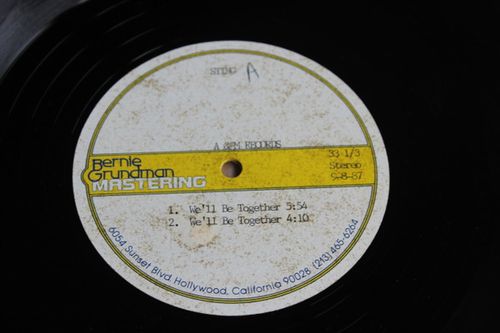 STING A
A &M RECORDS
Bernie
Grundman
MASTERING
33 1/3
Stereo
9-8-87
1. We'll Be Together 5:54
2. We'll Be Together 4:10
6054 Sunset Blvd. Hollywood, California 90028 (213) 465-6264